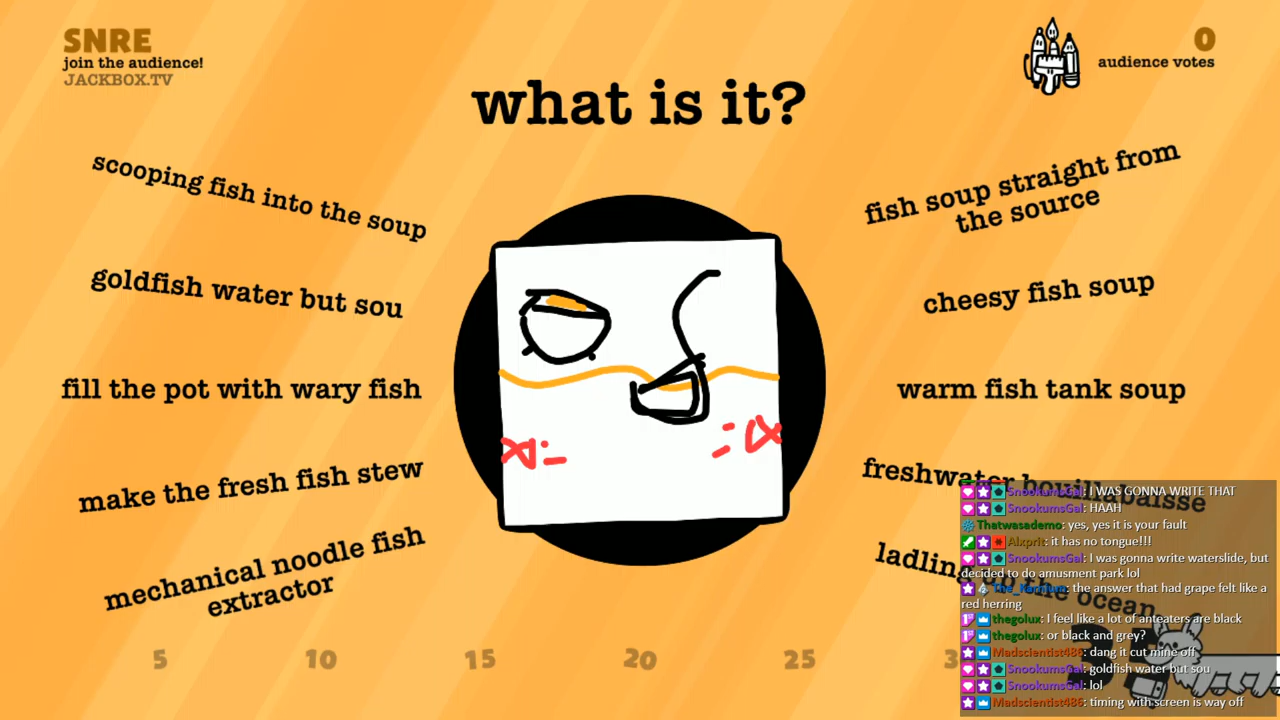 SNRE
join the audience!
JACKBOX.TV
0
audience votes
what is it?
scooping fish into the soup
goldfish water but sou
fill the pot with wary fish
make the fresh fish stew
mechanical noodle fish
extractor
fish soup straight from
the source
cheesy fish soup
warm fish tank soup
freshwater bouillabaisse
ladling the ocean
5
10
15
20
25
SnookumsGal: I WAS GONNA WRITE THAT
SnookumsGal: HAAH
Thatwasademo: yes, yes it is your fault
Alxprit: it has no tongue!!!
SnookumsGal: I was gonna write waterslide, but
decided to do amusment park lol
the answer that had grape felt like a
red herring
thegolux: I feel like a lot of anteaters are black
thegolux: or black and grey?
Madscientist486: dang it cut mine off
SnookumsGal: goldfish water but sou
SnookumsGal: lol
Madscientist486: timing with screen is way off